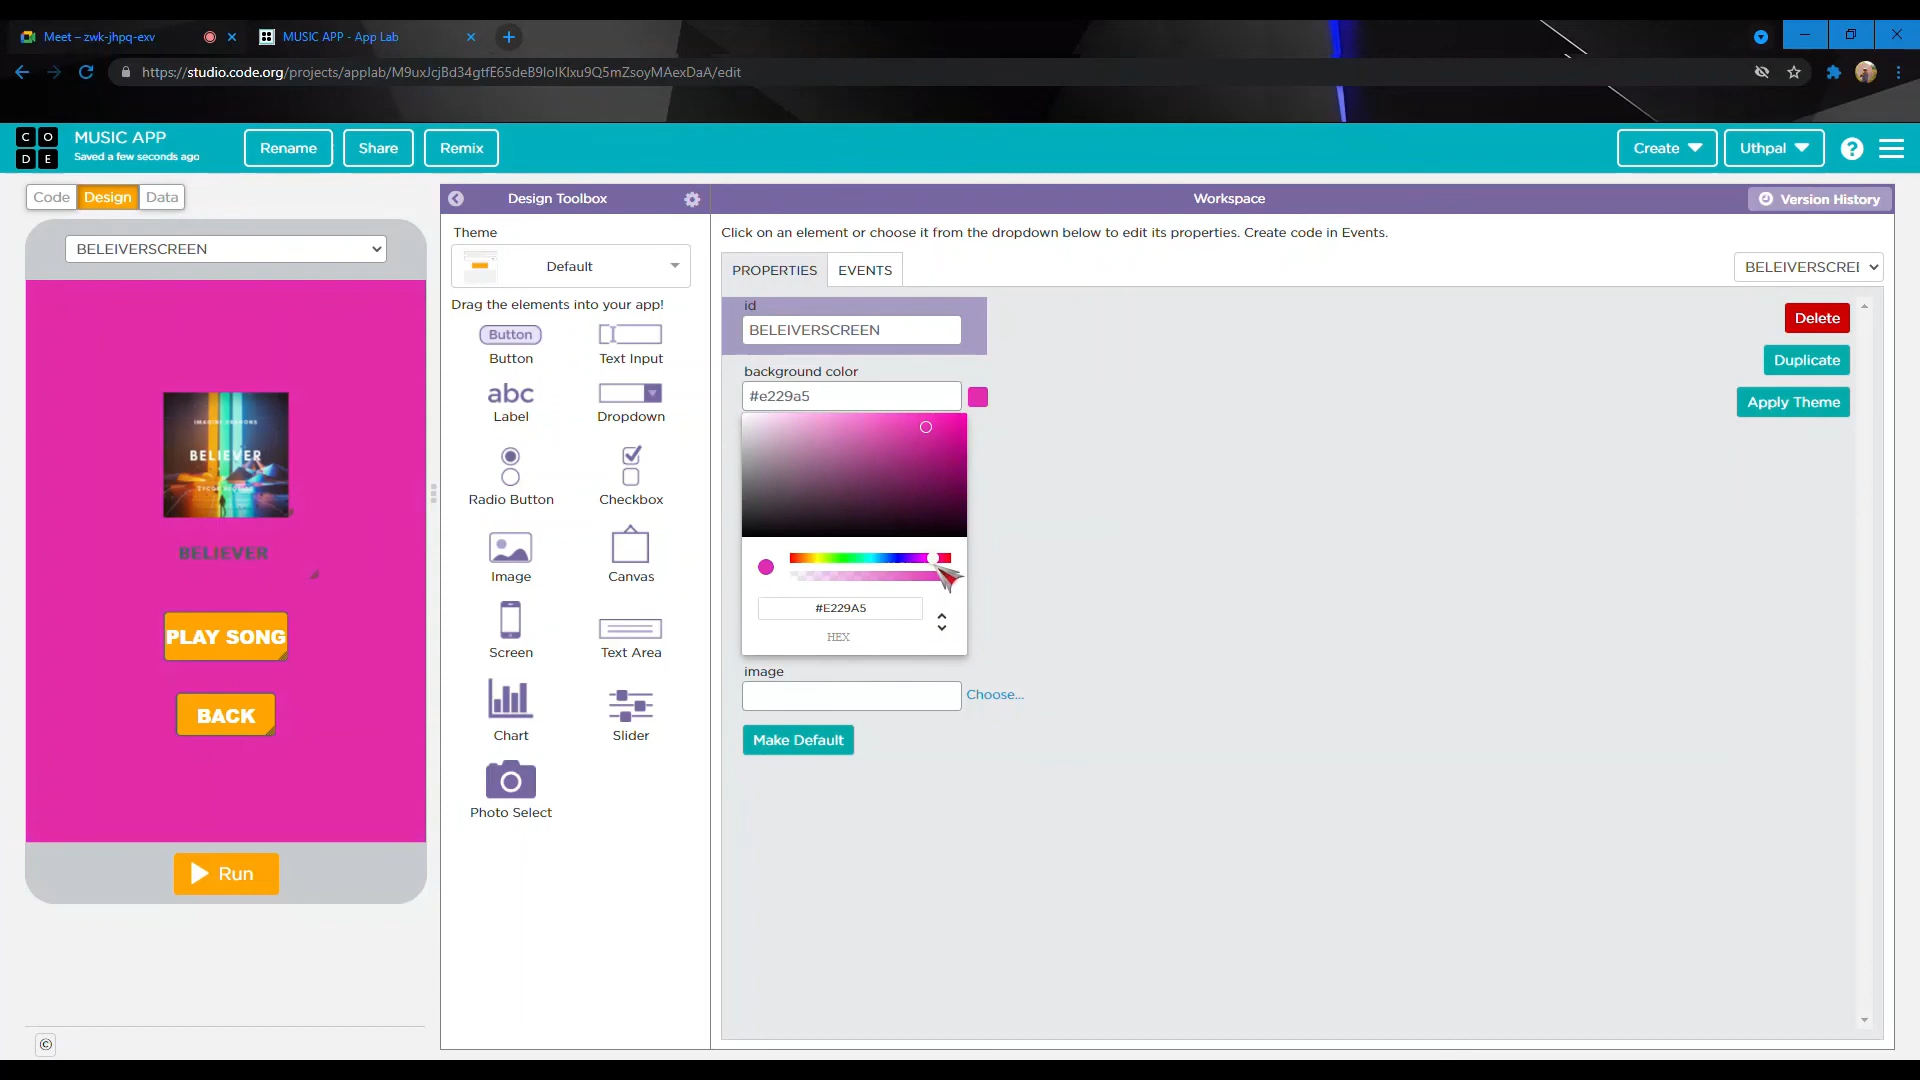 Meet – zwk-jhpq-exv
MUSIC APP - App Lab
https://studio.code.org/projects/applab/M9uxJcjBd34gtfE65deB9IolKlxu9Q5mZsoyMAexDaA/edit
C O
D E
MUSIC APP
Saved a few seconds ago
Rename
Share
Remix
Create
Uthpal
?
Code
Design
Data
Design Toolbox
Workspace
Version History
BELEIVERSCREEN
Theme
Default
Drag the elements into your app!
Click on an element or choose it from the dropdown below to edit its properties. Create code in Events.
PROPERTIES
EVENTS
BELEIVERSCREI
Button
Button
Text Input
abc
Label
Dropdown
Radio Button
Checkbox
Image
Canvas
Screen
Text Area
Chart
Slider
Photo Select
id
BELEIVERSCREEN
background color
#e229a5
#E229A5
HEX
image
Choose...
Make Default
Delete
Duplicate
Apply Theme
IMAGINE DRAGONS
BELIEVER
BELIEVER
PLAY SONG
BACK
Run
©